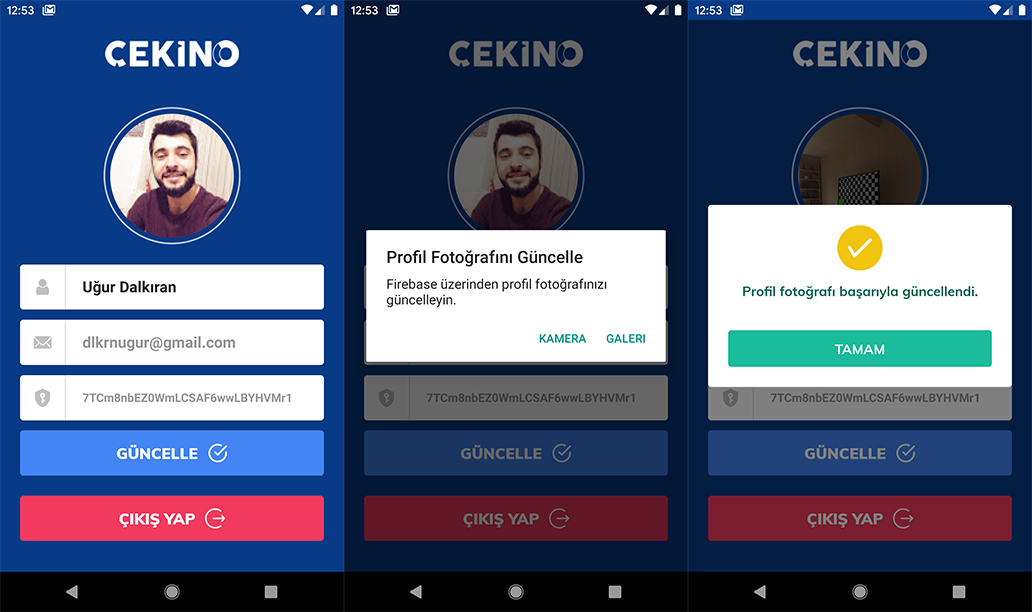 12:53
ÇEKİNO
Uğur Dalkıran
dlkrnugur@gmail.com
7TCm8nbEZ0WmLCSAF6wwLBYHVMr1
GÜNCELLE
ÇIKIŞ YAP
12:53
ÇEKİNO
Profil Fotoğrafını Güncelle
Firebase üzerinden profil fotoğrafınızı
güncelleyin.
KAMERA GALERI
7TCm8nbEZ0WmLCSAF6wwLBYHVMr1
GÜNCELLE
ÇIKIŞ YAP
12:53
ÇEKİNO
Profil fotoğrafı başarıyla güncellendi.
TAMAM
7TCm8nbEZ0WmLCSAF6wwLBYHVMr1
GÜNCELLE
ÇIKIŞ YAP